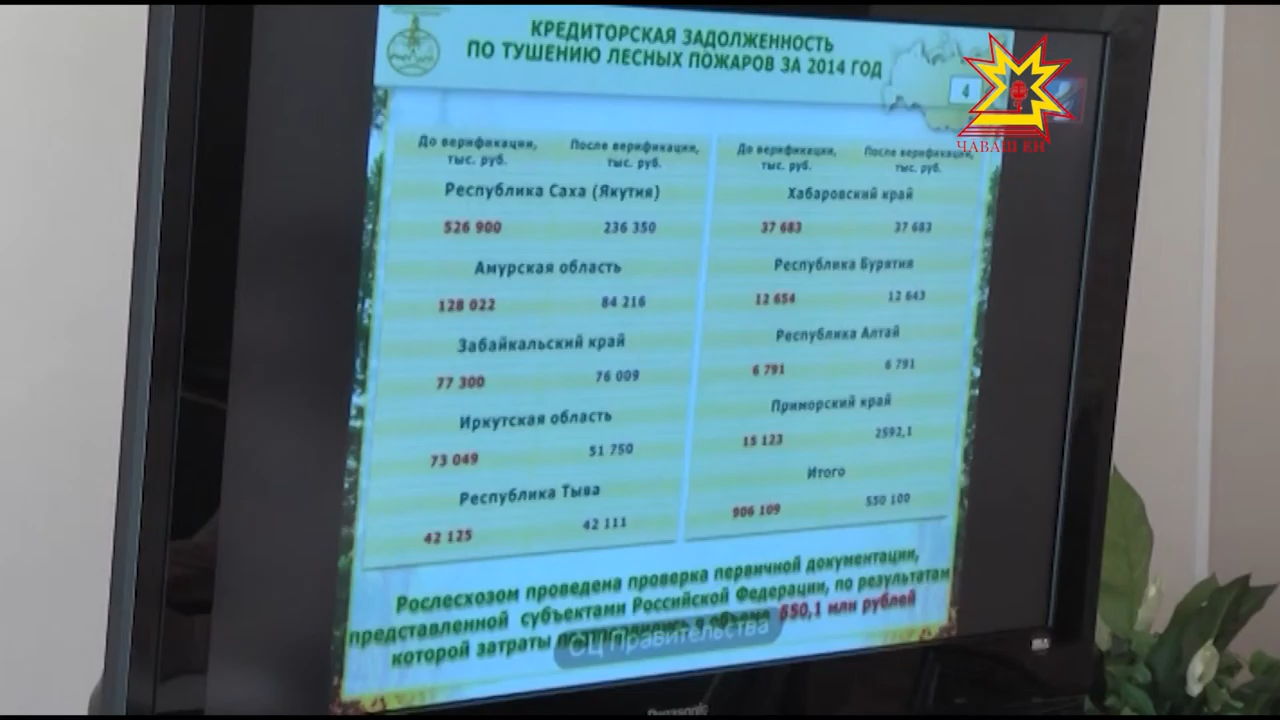 КРЕДИТОРСКАЯ ЗАДОЛЖЕННОСТЬ
ПО ТУШЕНИЮ ЛЕСНЫХ ПОЖАРОВ ЗА 2014 ГОД
4
ЧӐВАШ ЕН
До верификации, тыс. руб.
После верификации, тыс. руб.
Республика Саха (Якутия)
526 900 236 350
Амурская область
128 022 84 216
Забайкальский край
77 300 76 009
Иркутская область
73 049 51 750
Республика Тыва
42 125 42 111
До верификации, тыс. руб.
После верификации, тыс. руб.
Хабаровский край
37 683 37 683
Республика Бурятия
12 654 12 643
Республика Алтай
6 791 6 791
Приморский край
15 123 2592,1
Итого
906 109 550 100
Рослесхозом проведена проверка первичной документации,
представленной субъектами Российской Федерации, по результатам
которой затраты 550,1 млн рублей
СЦ Правительства
Panasonic